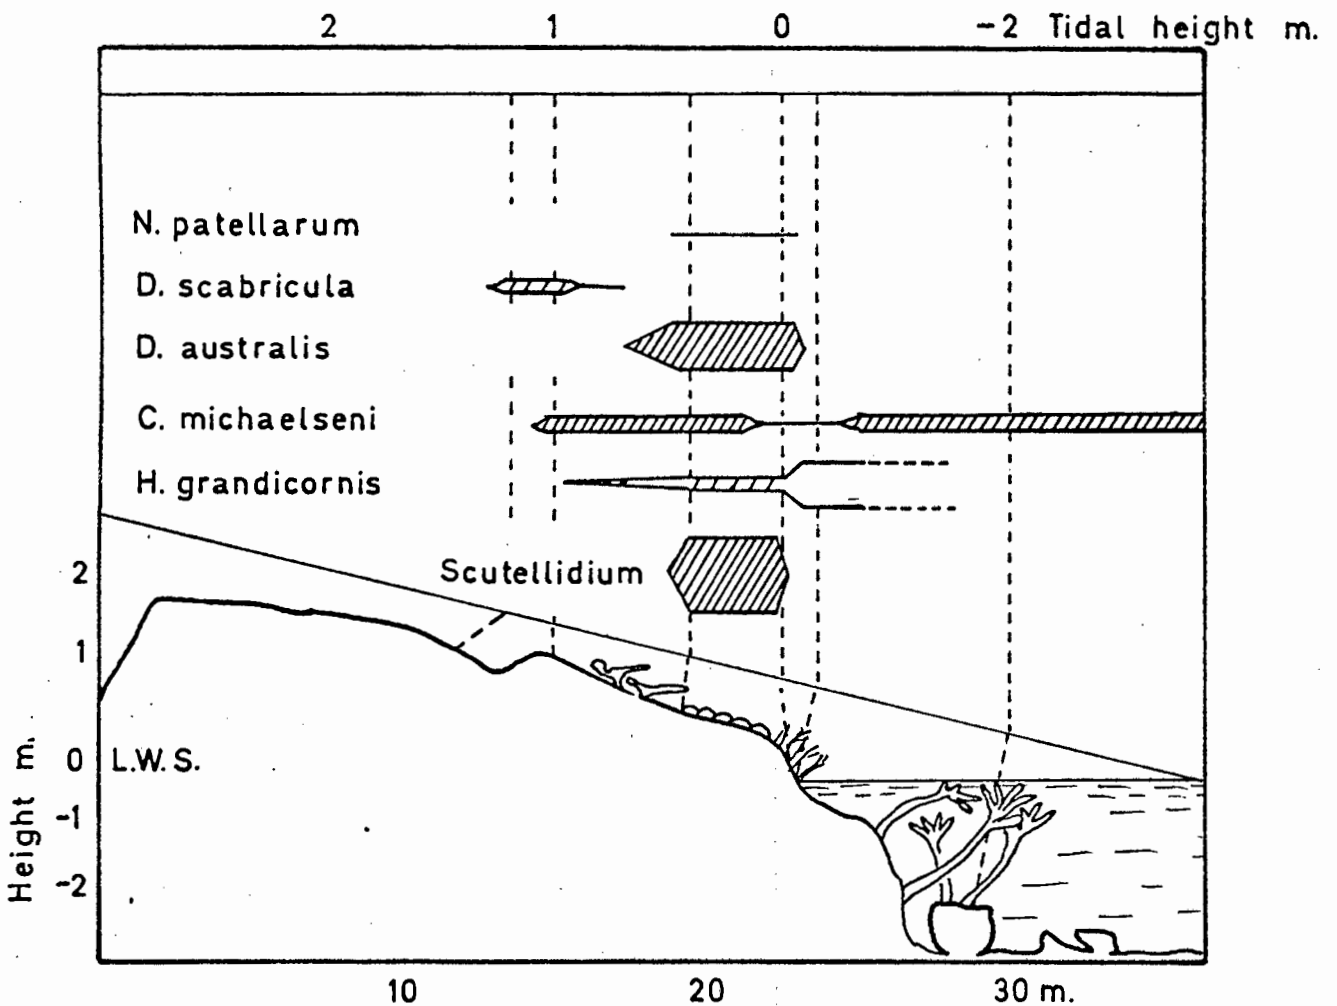 2 1 0 -2 Tidal height m.
N. patellarum
D. scabricula
D. australis
C. michaelseni
H. grandicornis
Scutellidium
2
1
0 L.W.S.
-1
-2
Height m.
10 20 30 m.